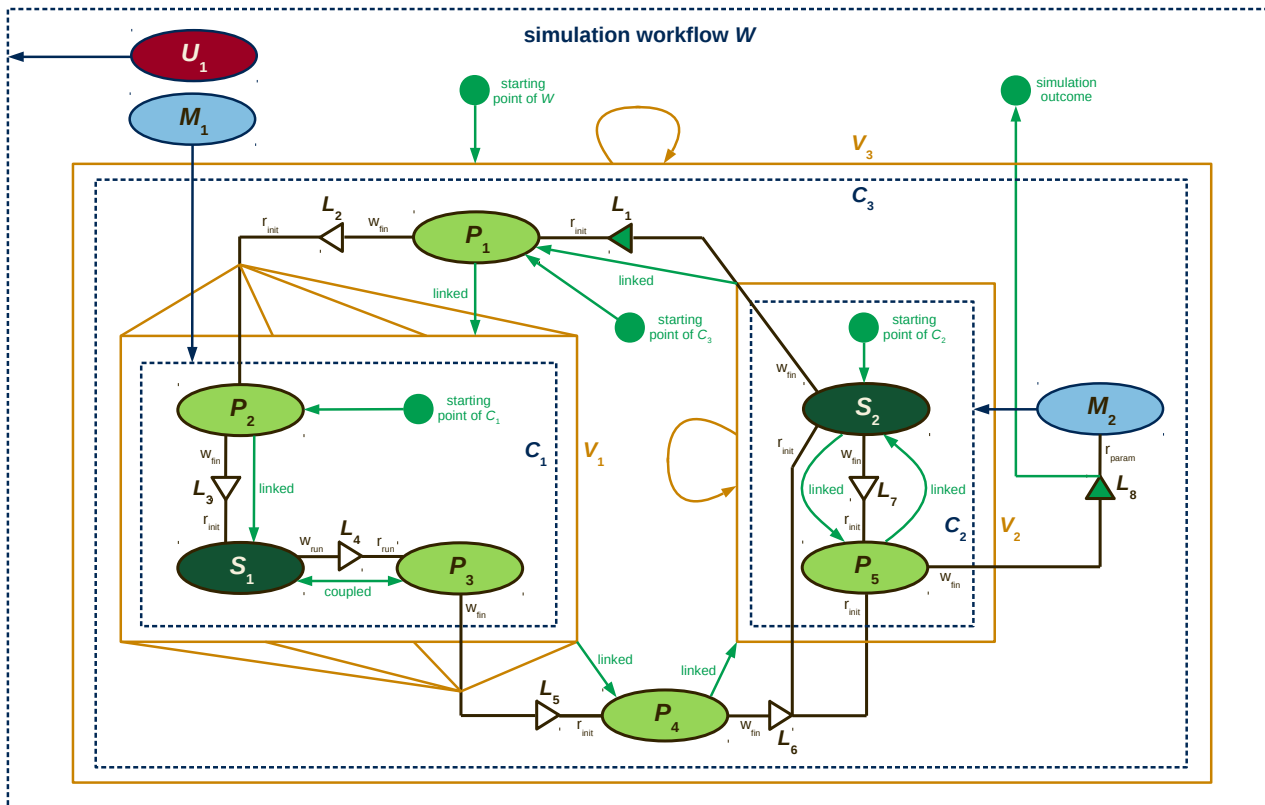 simulation workflow W
U1
starting
point of W
simulation
outcome
M1
V3
C3
L2
L1
rinit
wfin
P1
rinit
linked
linked
starting
point of C3
starting
point of C2
wfin
P2
starting
point of C1
S2
M2
wfin
L3
linked
rinit
C1
V1
rinit
wfin
linked
L7
linked
rparam
L8
rinit
C2
V2
S1
wrun
L4
rrun
coupled
P3
wfin
P5
wfin
rinit
linked
linked
L5
rinit
P4
wfin
L6